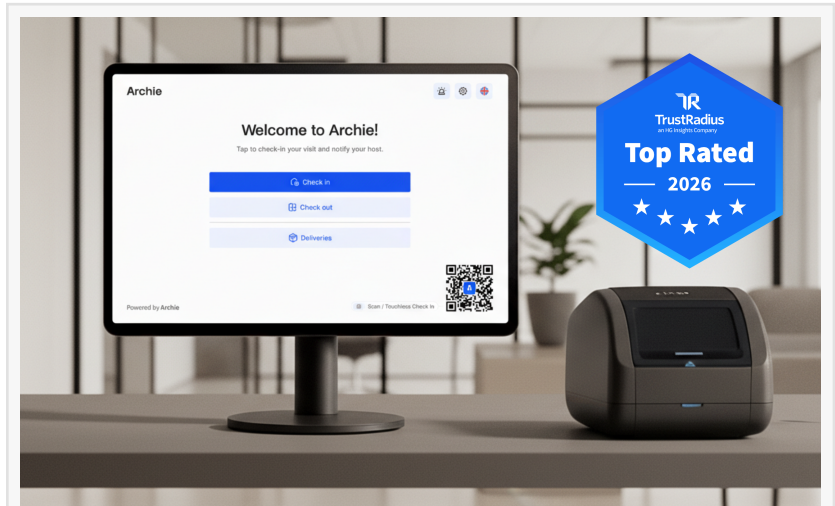 Archie
Welcome to Archie!
Tap to check-in your visit and notify your host.
Check in
Check out
Deliveries
Powered by Archie
Scan / Touchless Check In
TR
TrustRadius
an HG Insights Company
Top Rated
2026